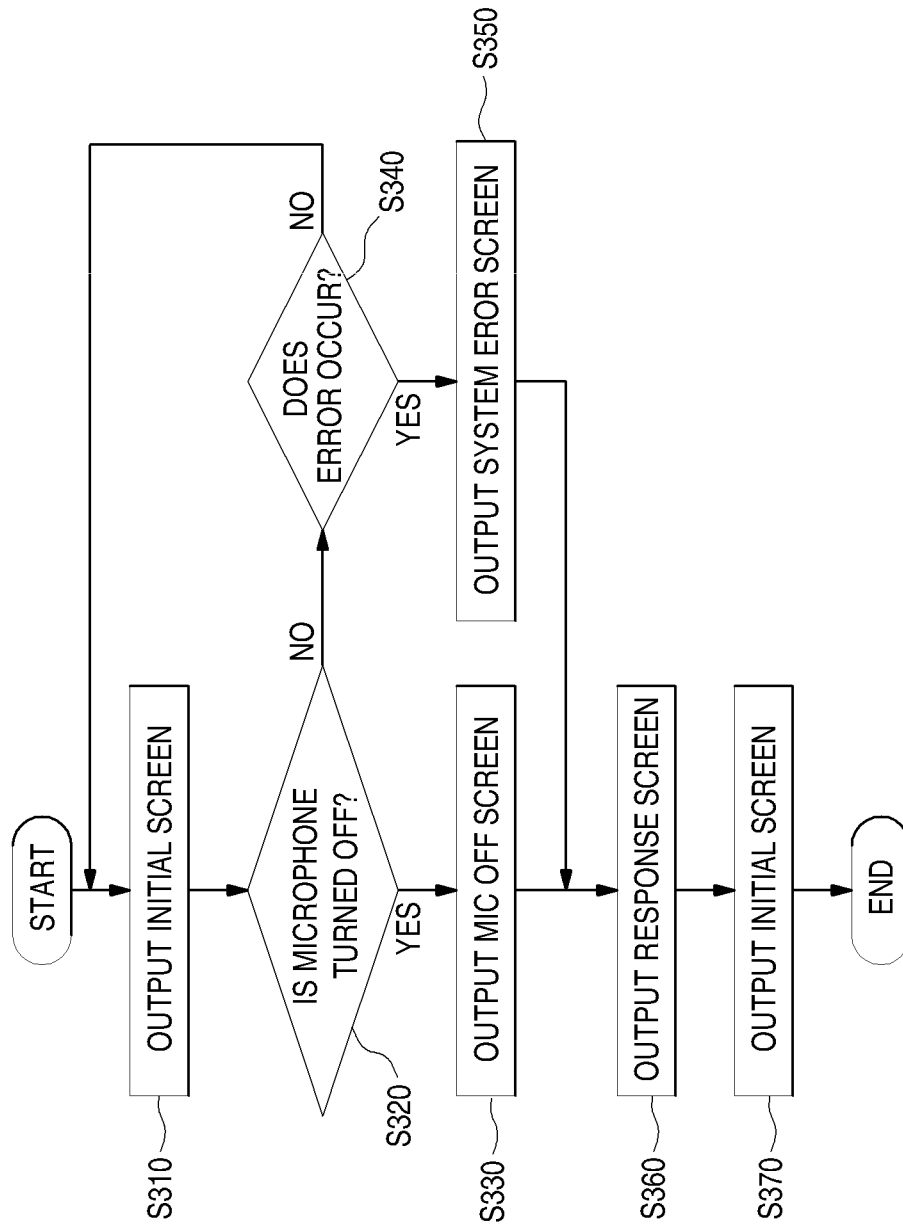 START
OUTPUT INITIAL SCREEN
S310
IS MICROPHONE
TURNED OFF?
S320
NO
YES
DOES
ERROR OCCUR?
S340
NO
YES
OUTPUT MIC OFF SCREEN
S330
OUTPUT SYSTEM EROR SCREEN
S350
OUTPUT RESPONSE SCREEN
S360
OUTPUT INITIAL SCREEN
S370
END